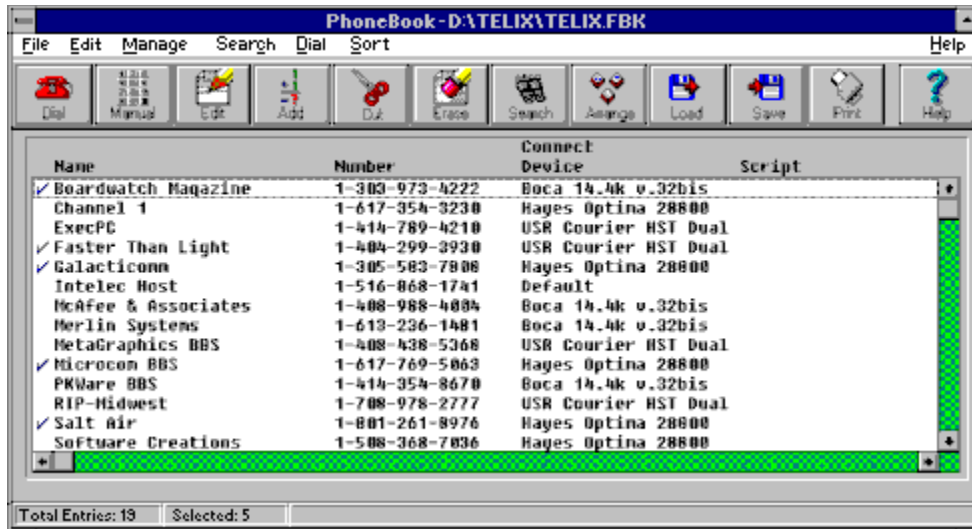 PhoneBook - D:\TELIX\TELIX.FBK
File Edit Manage Search Dial Sort Help
Dial Manual Edit Add Cut Erase Search Arrange Load Save Print Help
Connect
Name Number Device Script
Boardwatch Magazine 1-303-973-4222 Boca 14.4k v.32bis
Channel 1 1-617-354-3230 Hayes Optima 28800
ExecPC 1-414-789-4210 USR Courier HST Dual
Faster Than Light 1-404-299-3930 USR Courier HST Dual
Galacticomm 1-305-583-7808 Hayes Optima 28800
Intelec Host 1-516-868-1741 Default
McAfee & Associates 1-408-988-4004 Boca 14.4k v.32bis
Merlin Systems 1-613-236-1481 Boca 14.4k v.32bis
MetaGraphics BBS 1-408-438-5368 USR Courier HST Dual
Microcom BBS 1-617-769-5063 Hayes Optima 28800
PKWare BBS 1-414-354-8670 Boca 14.4k v.32bis
RIP-Midwest 1-708-978-2777 USR Courier HST Dual
Salt Air 1-801-261-8976 Hayes Optima 28800
Software Creations 1-508-368-7036 Hayes Optima 28800
Total Entries: 19 Selected: 5